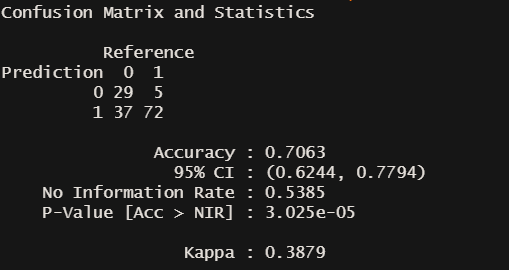 Confusion Matrix and Statistics
Reference
Prediction 0 1
0 29 5
1 37 72
Accuracy : 0.7063
95% CI : (0.6244, 0.7794)
No Information Rate : 0.5385
P-Value [Acc > NIR] : 3.025e-05
Kappa : 0.3879